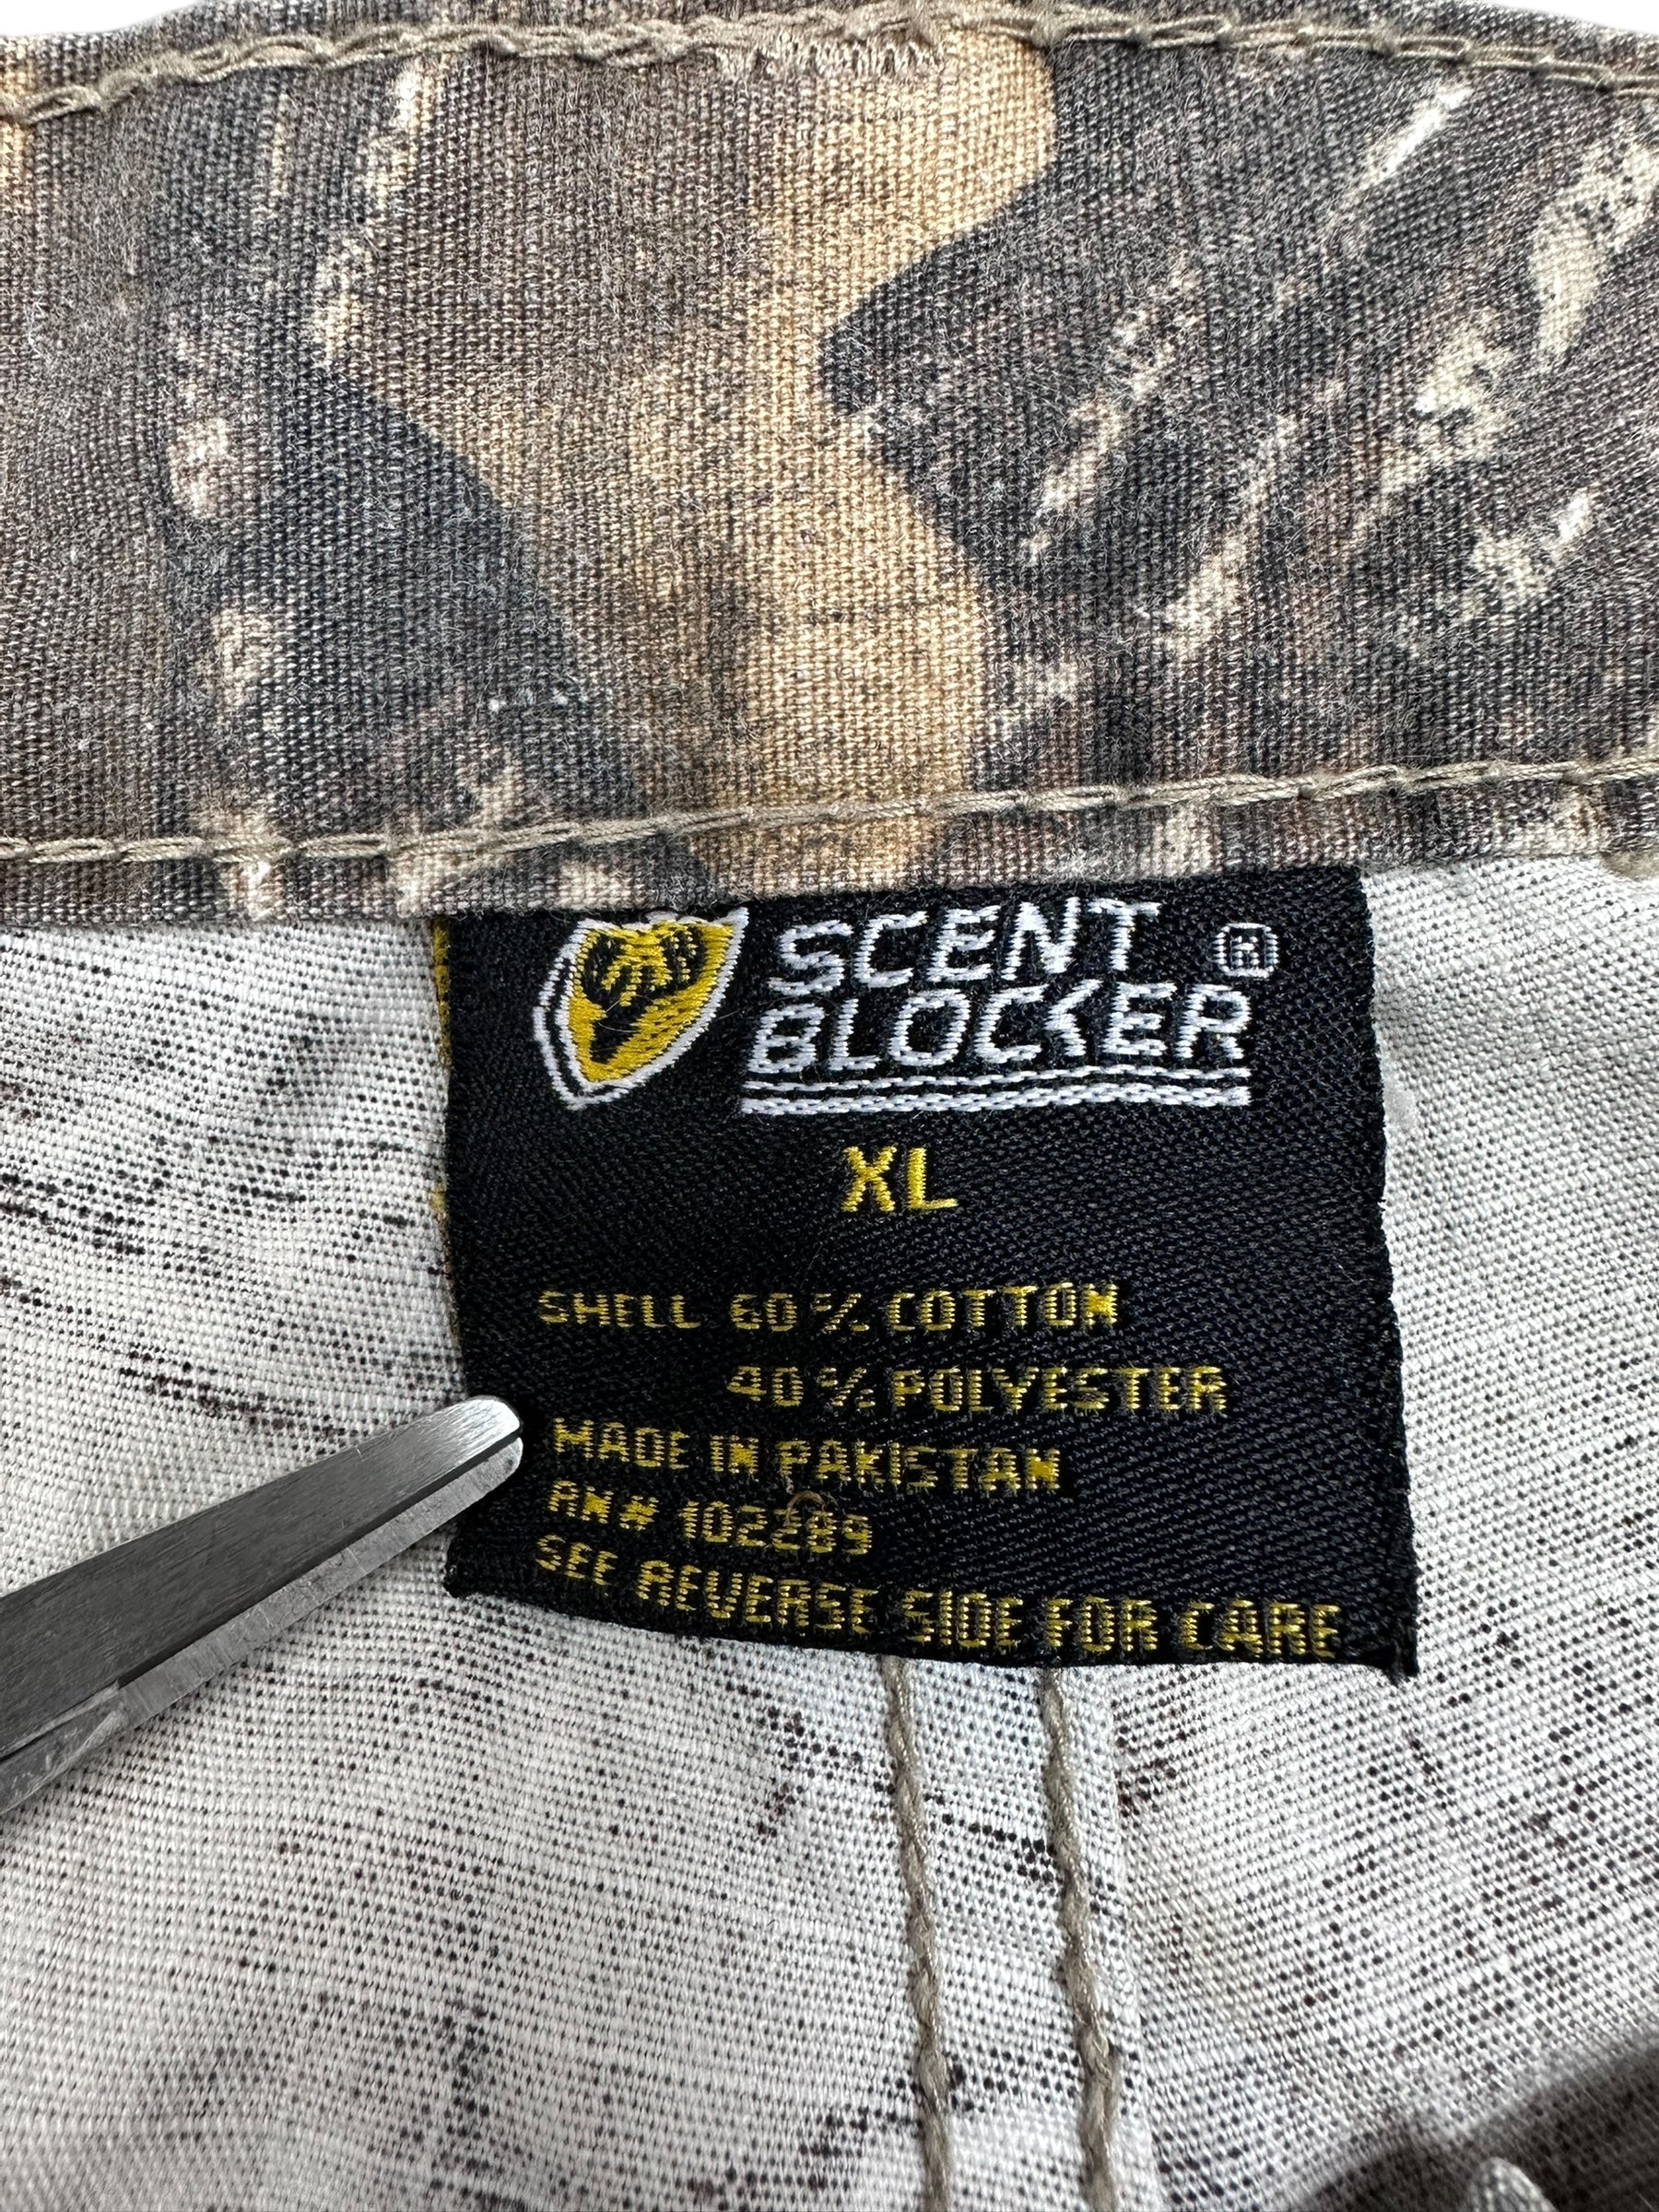 SCENT ®
BLOCKER
XL
SHELL 60% COTTON
40% POLYESTER
MADE IN PAKISTAN
RN# 102289
SEE REVERSE SIDE FOR CARE